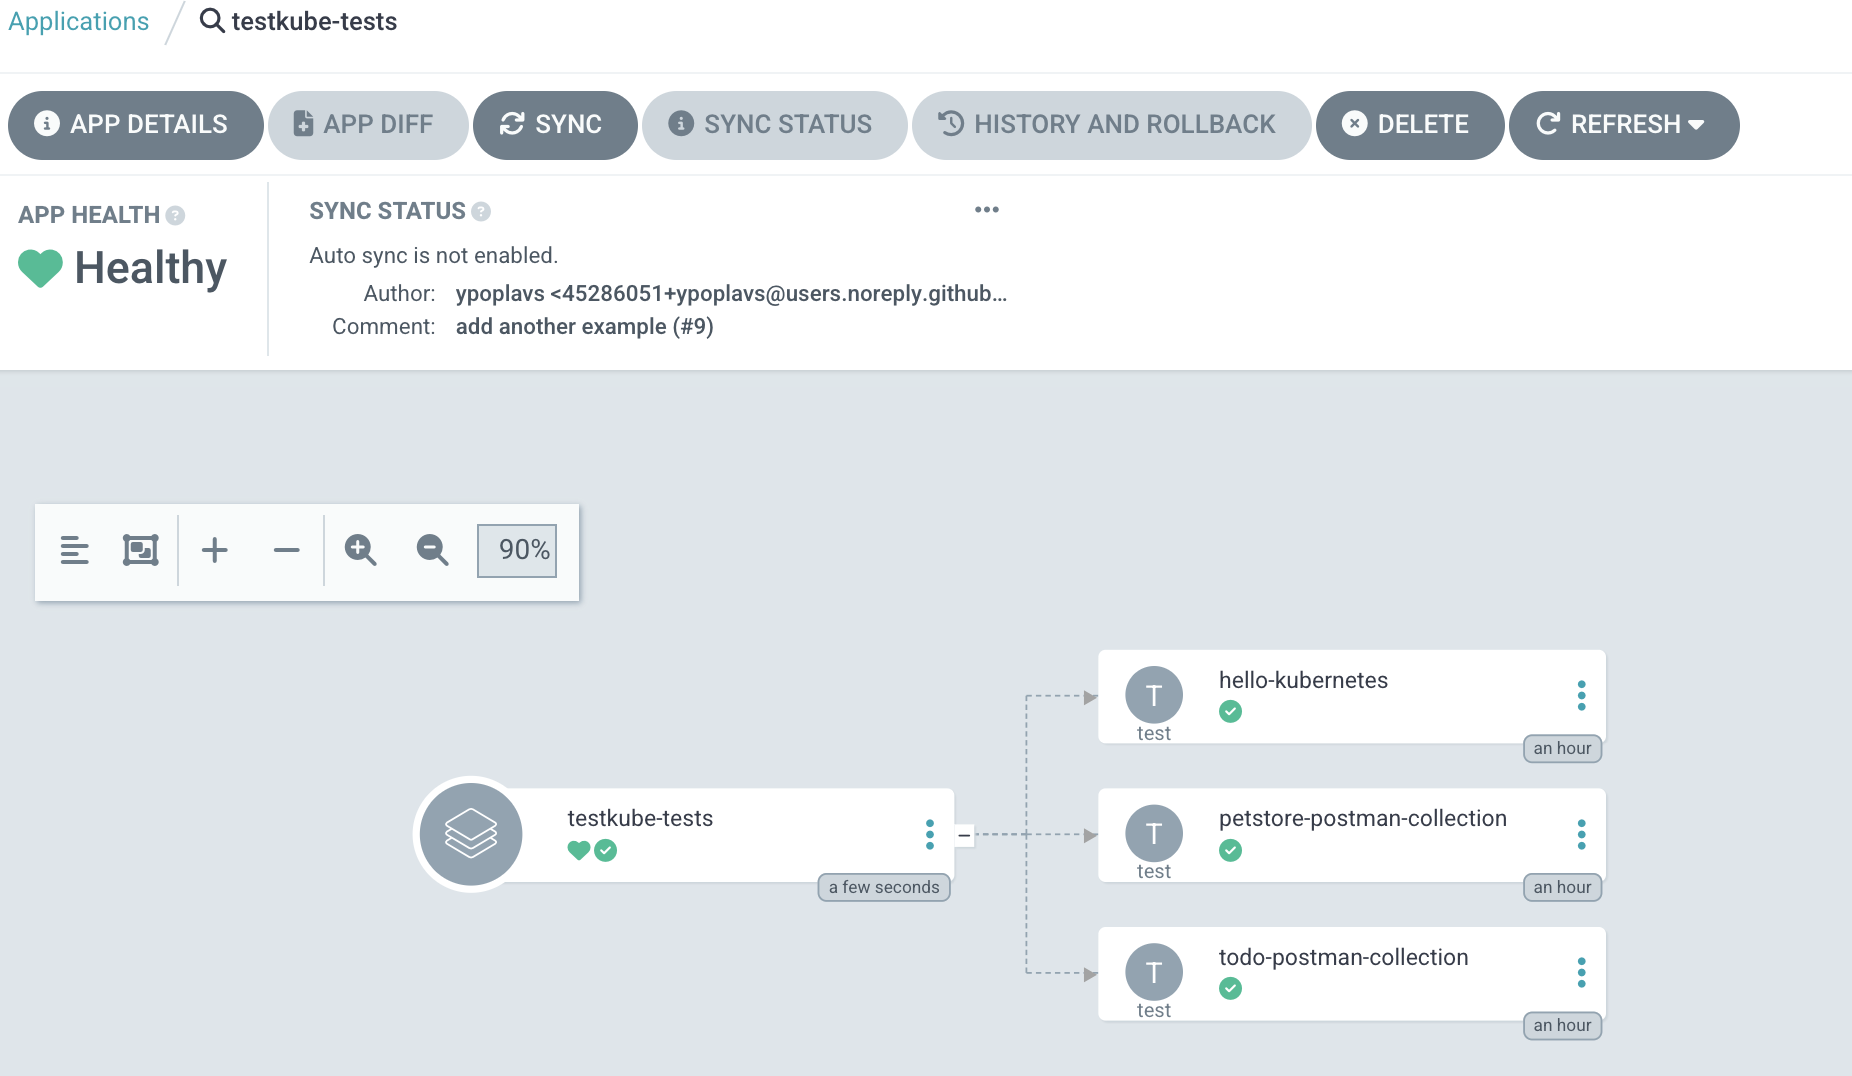 Applications / testkube-tests
APP DETAILS APP DIFF SYNC SYNC STATUS HISTORY AND ROLLBACK DELETE REFRESH
APP HEALTH
Healthy
SYNC STATUS
Auto sync is not enabled.
Author: ypoplavs <45286051+ypoplavs@users.noreply.github...
Comment: add another example (#9)
90%
testkube-tests
a few seconds
T
test
hello-kubernetes
an hour
T
test
petstore-postman-collection
an hour
T
test
todo-postman-collection
an hour